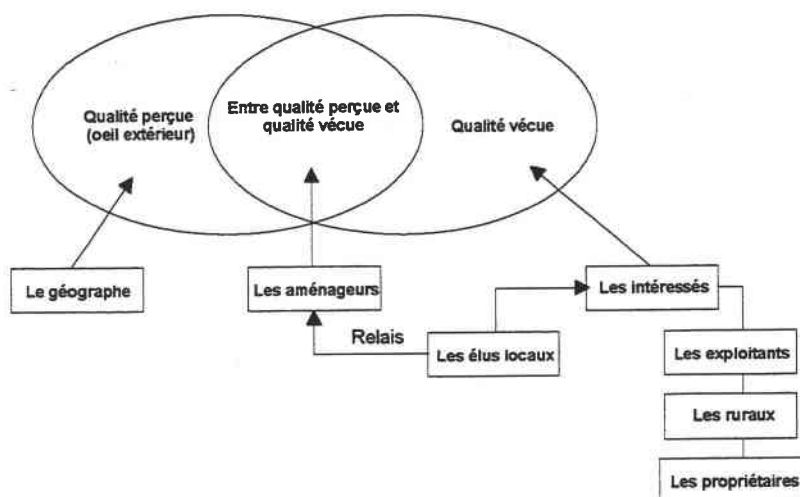 Qualité perçue
(oeil extérieur)
Entre qualité perçue et
qualité vécue
Qualité vécue
Le géographe
Les aménageurs
Les intéressés
Relais
Les élus locaux
Les exploitants
Les ruraux
Les propriétaires